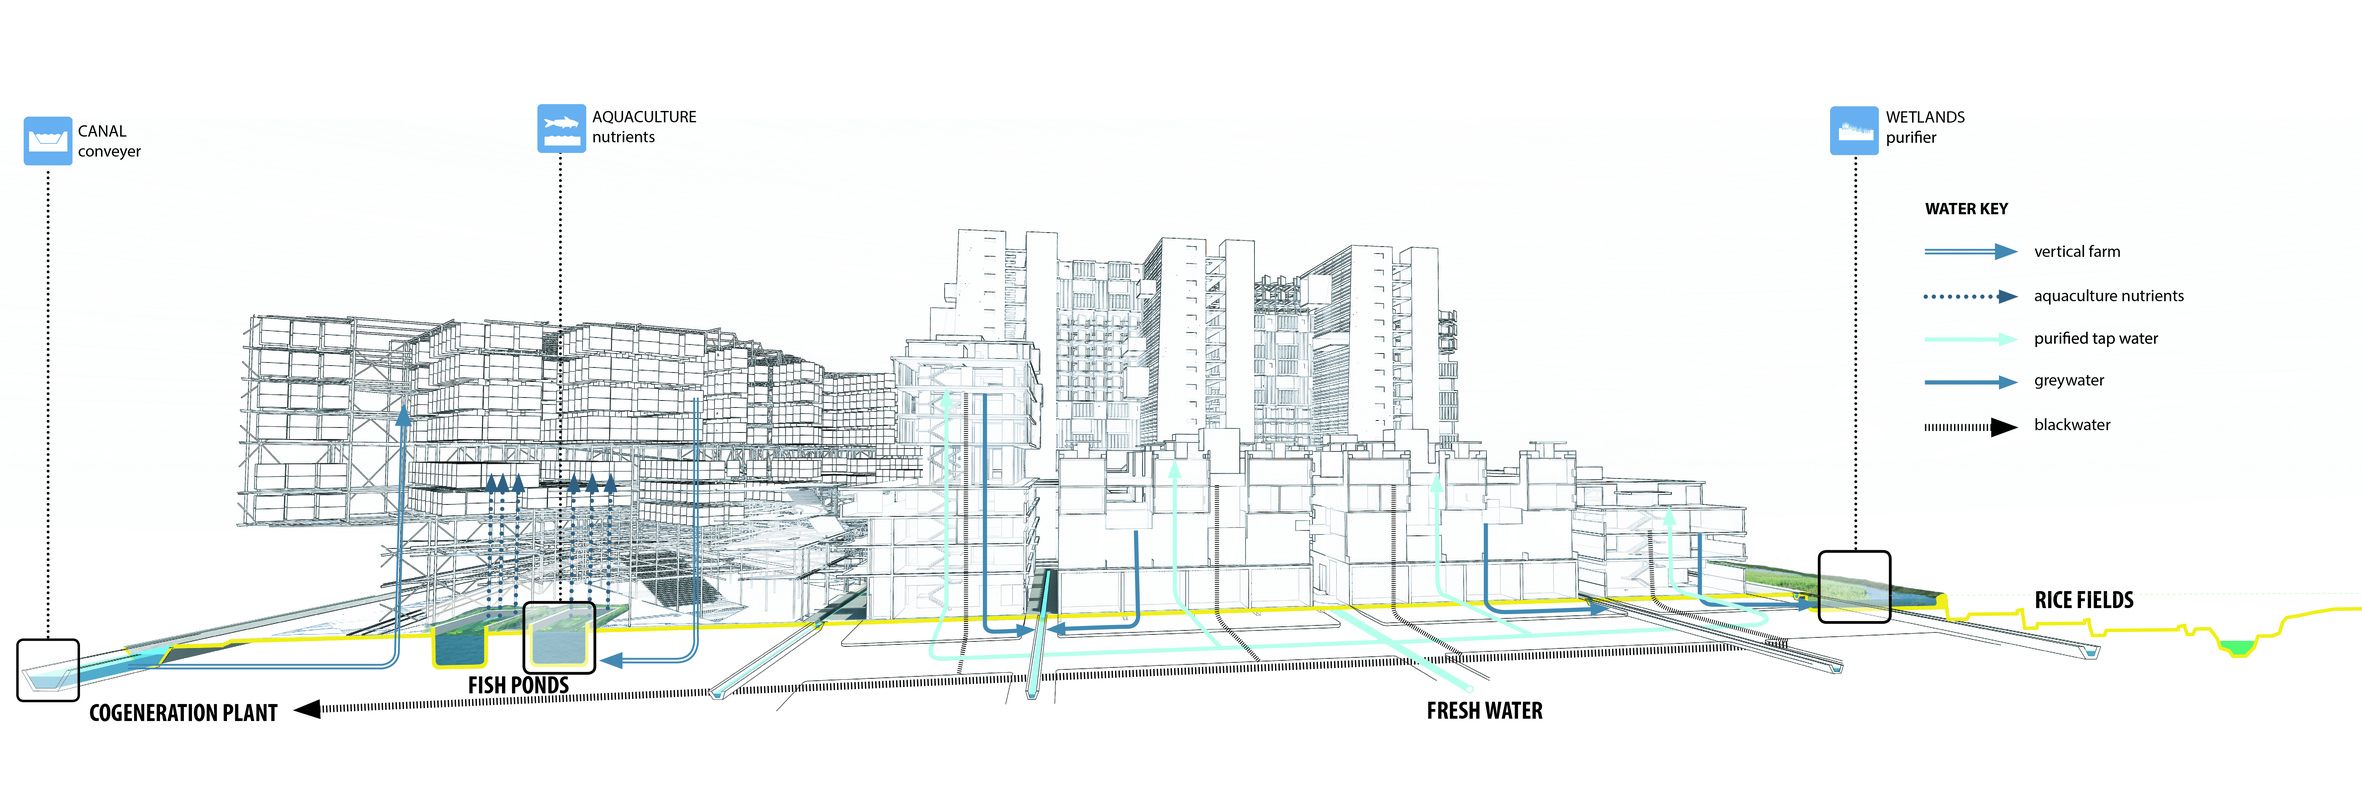 CANAL
conveyer
AQUACULTURE
nutrients
WETLANDS
purifier
WATER KEY
vertical farm
aquaculture nutrients
purified tap water
greywater
blackwater
RICE FIELDS
FISH PONDS
COGENERATION PLANT
FRESH WATER